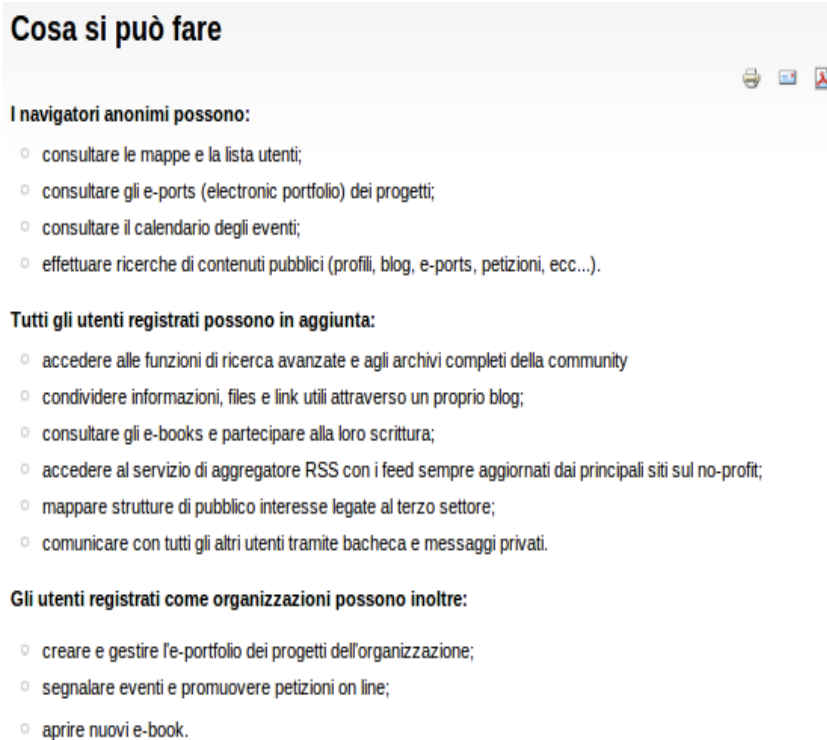 Cosa si può fare
I navigatori anonimi possono:
consultare le mappe e la lista utenti;
consultare gli e-ports (electronic portfolio) dei progetti;
consultare il calendario degli eventi;
effettuare ricerche di contenuti pubblici (profili, blog, e-ports, petizioni, ecc...).
Tutti gli utenti registrati possono in aggiunta:
accedere alle funzioni di ricerca avanzate e agli archivi completi della community
condividere informazioni, files e link utili attraverso un proprio blog;
consultare gli e-books e partecipare alla loro scrittura;
accedere al servizio di aggregatore RSS con i feed sempre aggiornati dai principali siti sul no-profit;
mappare strutture di pubblico interesse legate al terzo settore;
comunicare con tutti gli altri utenti tramite bacheca e messaggi privati.
Gli utenti registrati come organizzazioni possono inoltre:
creare e gestire l'e-portfolio dei progetti dell'organizzazione;
segnalare eventi e promuovere petizioni on line;
aprire nuovi e-book.